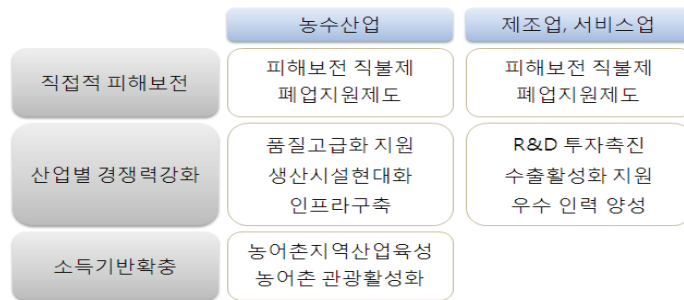 농수산업
제조업, 서비스업
직접적 피해보전
피해보전 직불제
폐업지원제도
피해보전 직불제
폐업지원제도
산업별 경쟁력강화
품질고급화 지원
생산시설현대화
인프라구축
R&D 투자촉진
수출활성화 지원
우수 인력 양성
소득기반확충
농어촌지역산업육성
농어촌 관광활성화